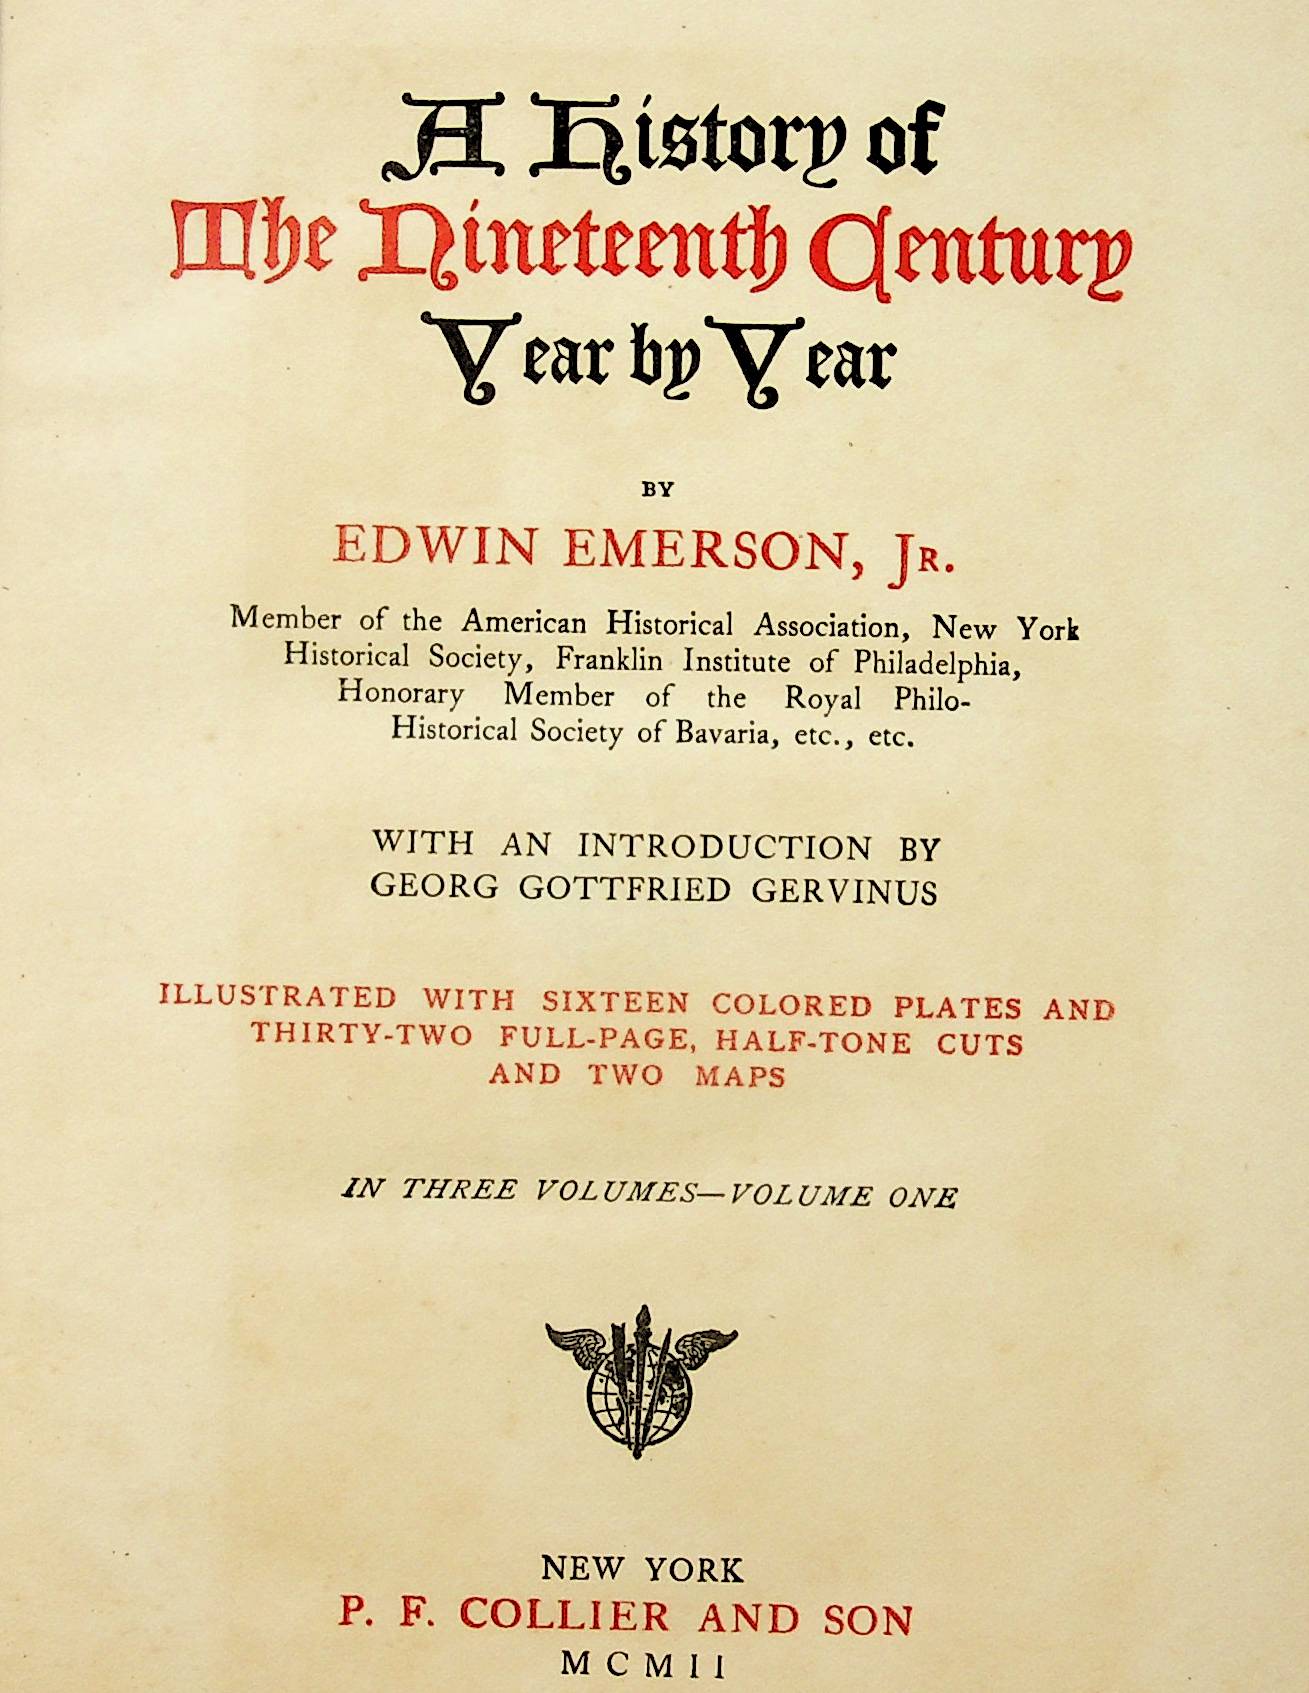 A History of
The Nineteenth Century
Year by Year
BY
EDWIN EMERSON, JR.
Member of the American Historical Association, New York
Historical Society, Franklin Institute of Philadelphia,
Honorary Member of the Royal Philo-
Historical Society of Bavaria, etc., etc.
WITH AN INTRODUCTION BY
GEORG GOTTFRIED GERVINUS
ILLUSTRATED WITH SIXTEEN COLORED PLATES AND
THIRTY-TWO FULL-PAGE, HALF-TONE CUTS
AND TWO MAPS
IN THREE VOLUMES—VOLUME ONE
NEW YORK
P. F. COLLIER AND SON
MCMII